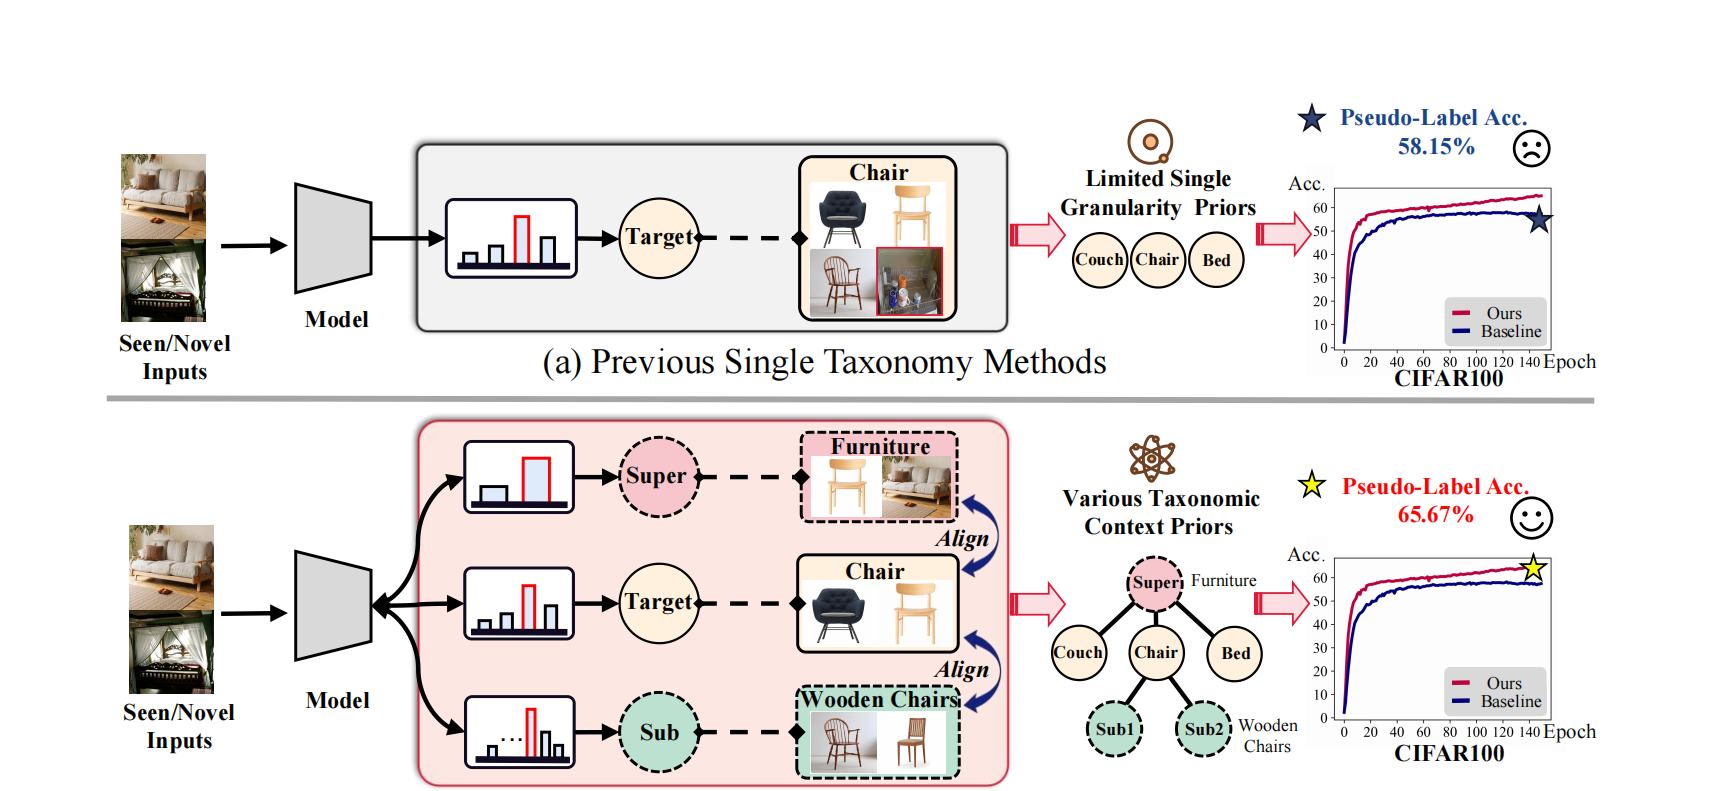 Pseudo-Label Acc.
58.15%
Chair
Limited Single
Granularity Priors
Couch
Chair
Bed
Target
Model
Seen/Novel
Inputs
Acc.
60
50
40
30
20
10
0
Ours
Baseline
0 20 40 60 80 100 120 140
Epoch
CIFAR100
(a) Previous Single Taxonomy Methods
Furniture
Super
Align
Chair
Target
Align
Wooden Chairs
Sub
...
Model
Seen/Novel
Inputs
Various Taxonomic
Context Priors
Super
Furniture
Couch
Chair
Bed
Sub1
Sub2
Wooden
Chairs
Pseudo-Label Acc.
65.67%
Acc.
60
50
40
30
20
10
0
Ours
Baseline
0 20 40 60 80 100 120 140
Epoch
CIFAR100